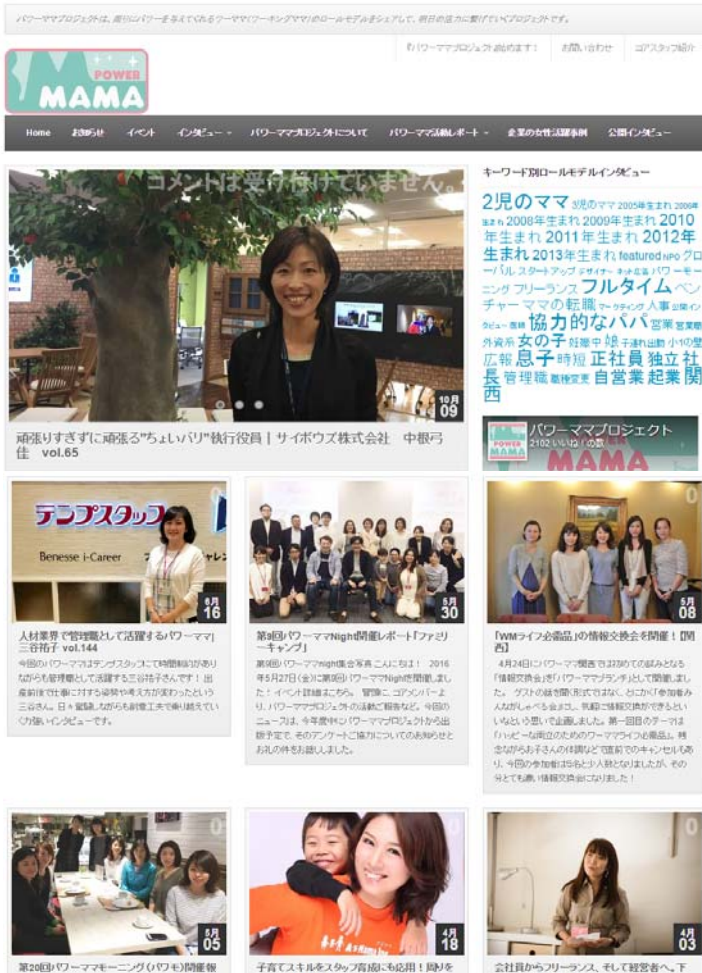 パワーママプロジェクトは、周りにパワーを与えてくれるワーママ(ワーキングママ)のロールモデルをシェアして、明日の活力に繋げていくプロジェクトです。
『パワーママプロジェクト』始めます！
お問い合わせ
コアスタッフ紹介
POWER
MAMA
Home
お知らせ
イベント
インタビュー
パワーママプロジェクトについて
パワーママ活動レポート
企業の女性活躍事例
公開インタビュー
コメントは受け付けていません。
10月
09
頑張りすぎずに頑張る"ちょいバリ"執行役員 | サイボウズ株式会社 中根弓
佳 vol.65
キーワード別ロールモデルインタビュー
2児のママ 3児のママ 2005年生まれ 2006年
生まれ 2008年生まれ 2009年生まれ 2010
年生まれ 2011年生まれ 2012年
生まれ 2013年生まれ featured NPO グロ
ーバル スタートアップ デザイナー ネット広告 パワーモー
ニング フリーランス フルタイム ベン
チャー ママの転職 マーケティング 人事 公開イン
タビュー 医師 協力的なパパ 営業 営業職
外資系 女の子 妊娠中 娘 子連れ出勤 小1の壁
広報 息子 時短 正社員 独立 社
長 管理職 職種変更 自営業 起業 関
西
パワーママプロジェクト
2102 いいね！の数
POWER
MAMA
テンプスタッフ
Benesse i-Career
0
6月
16
人材業界で管理職として活躍するパワーママ|
三谷祐子 vol.144
今回のパワーママはテンプスタッフにて時間制約があり
ながらも管理職として活躍する三谷祐子さんです！ 出
産前後で仕事に対する姿勢や考え方が変わったという
三谷さん。日々奮闘しながらも創意工夫で乗り越えてい
く力強いインタビューです。
5月
30
第9回パワーママNight開催レポート「ファミリ
ーキャンプ」
第9回パワーママnight集合写真 こんにちは！ 2016
年5月27日(金)に第9回パワーママNightを開催しまし
た！ イベント詳細はこちら。 冒頭に、コアメンバーよ
り、パワーママプロジェクトの活動ご報告など。今回の
ニュースは、今年度中にパワーママプロジェクトから出
版予定で、そのアンケートご協力についてのお知らせと
お礼の件をお話ししました。
0
5月
08
「WMライフ必需品」の情報交換会を開催！【関
西】
4月24日にパワーママ関西でははじめての試みとなる
「情報交換会」を「パワーママブランチ」として開催しまし
た。 ゲストの話を聞く形式ではなく、とにかく「参加者み
んながしゃべる会」とし、気軽に情報交換ができるとい
いなという思いで企画しました。第一回目のテーマは
「ハッピーな両立のためのワーママライフ必需品」。残
念ながらお子さんの体調などで直前でのキャンセルもあ
り、今回の参加者は5名と少人数となりましたが、その
分とても濃い情報交換会になりました！
0
5月
05
第20回パワーママモーニング(パワモ)開催報
0
4月
18
子育てスキルをスタッフ育成にも応用！周りを
0
4月
03
会社員からフリーランス、そして経営者へ。下